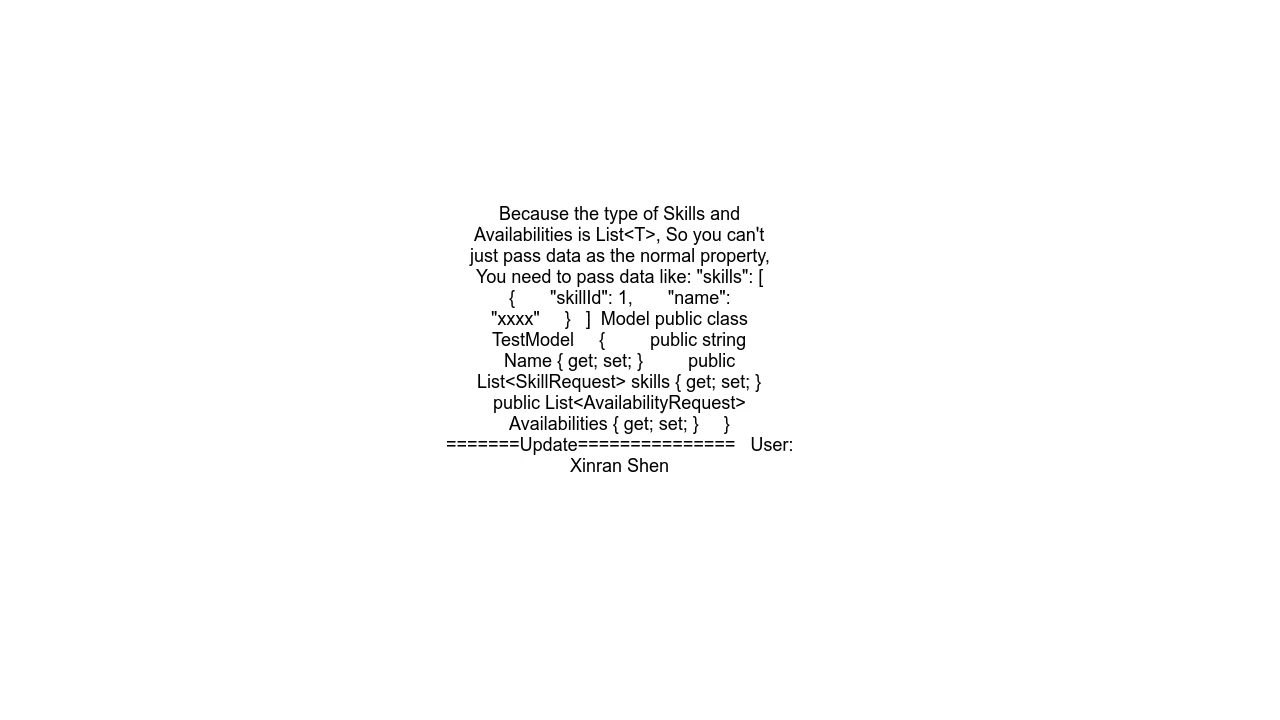 Because the type of Skills and
Availabilities is List<T>, So you can't
just pass data as the normal property,
You need to pass data like: "skills": [
{       "skillId": 1,       "name":
"xxxx"     }   ]  Model public class
TestModel     {         public string
Name { get; set; }         public
List<SkillRequest> skills { get; set; }
public List<AvailabilityRequest>
Availabilities { get; set; }     }
=======Update===============   User:
Xinran Shen